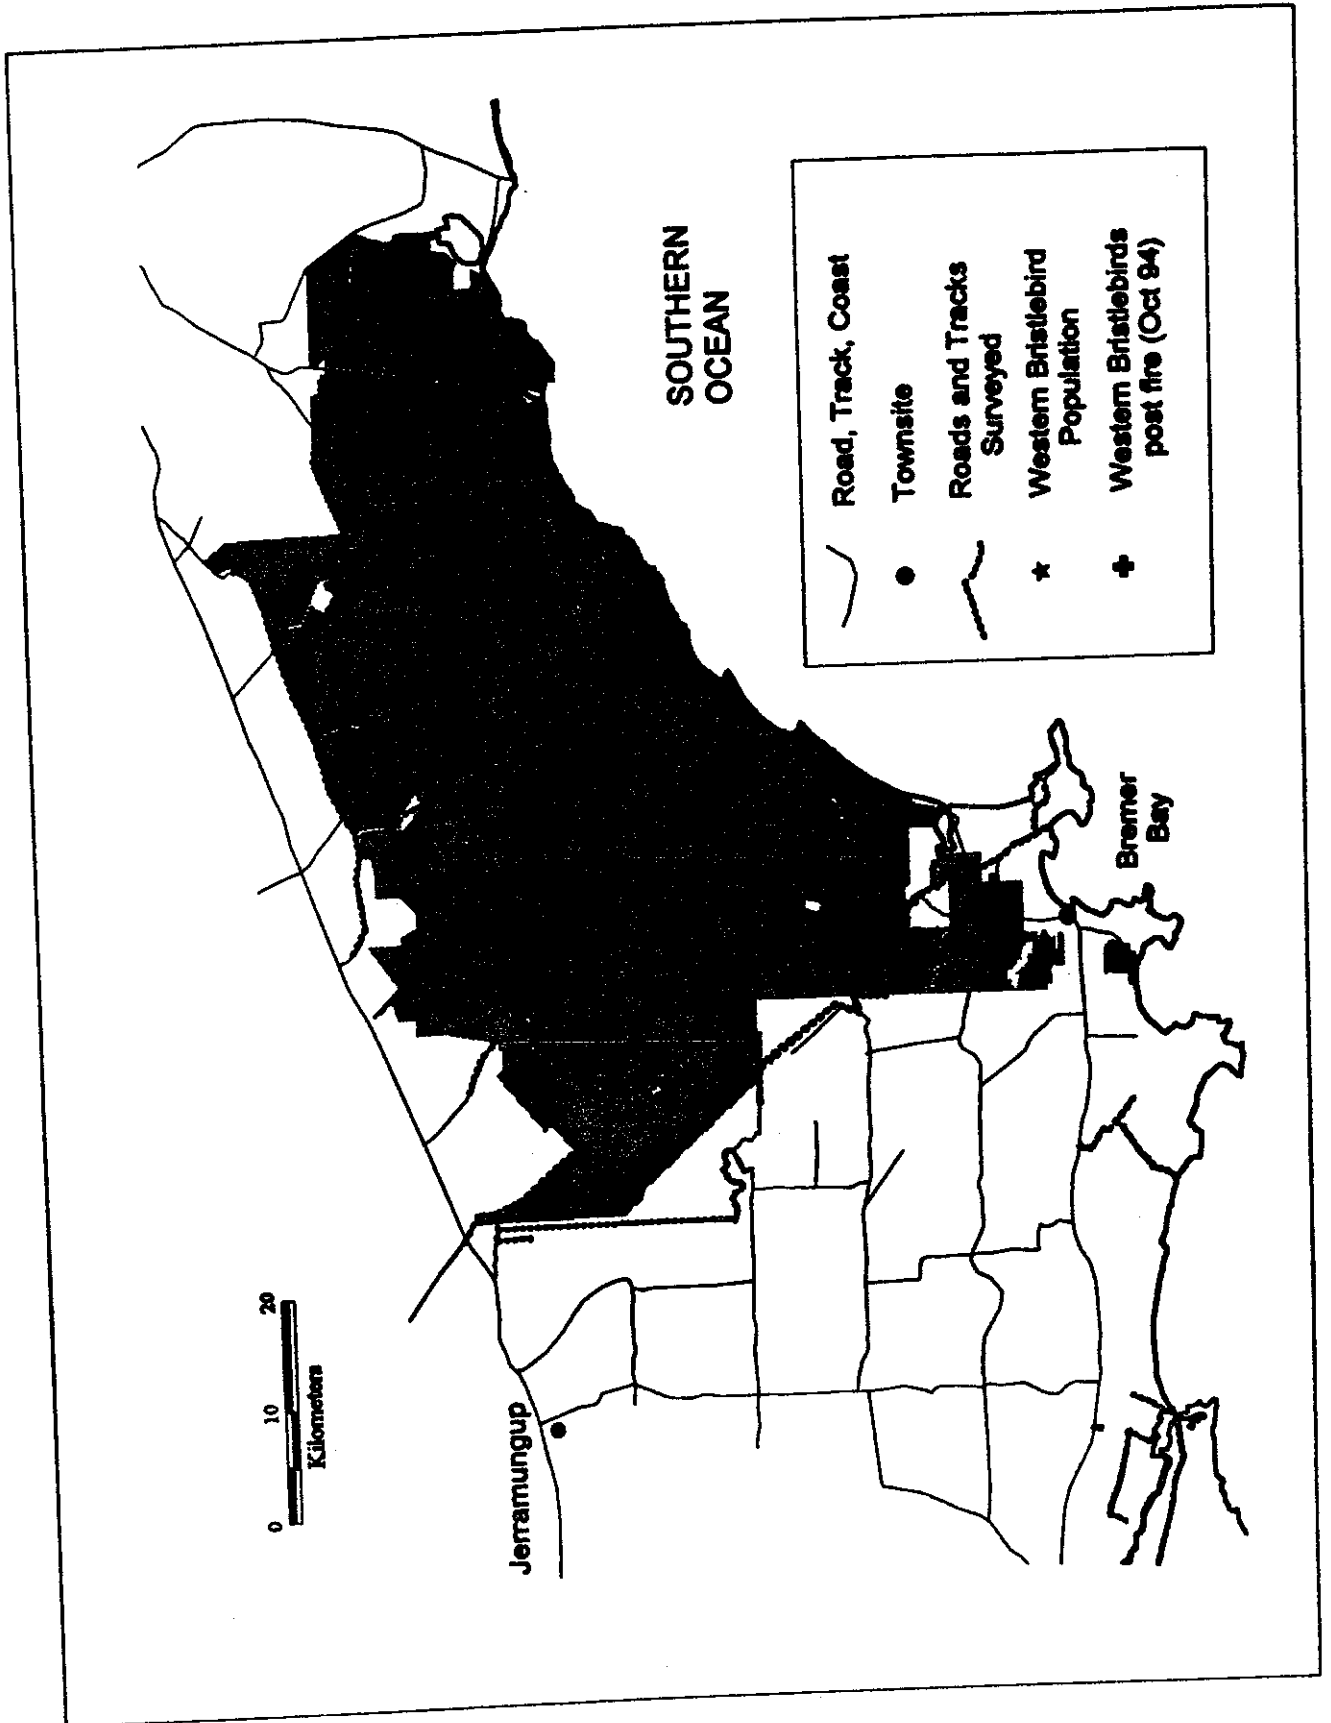 0 10 20
Kilometers
Jerramungup
SOUTHERN
OCEAN
Bremer
Bay
Road, Track, Coast
Townsite
Roads and Tracks
Surveyed
Western Bristlebird
Population
Western Bristlebirds
post fire (Oct 94)